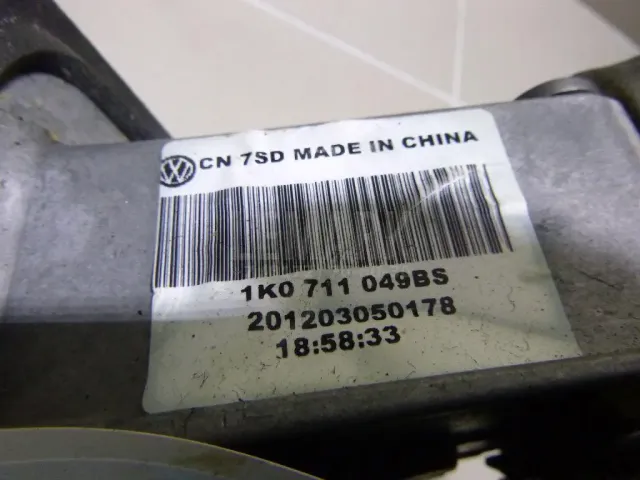 CN 7SD MADE IN CHINA
1K0 711 049BS
201203050178
18:58:33